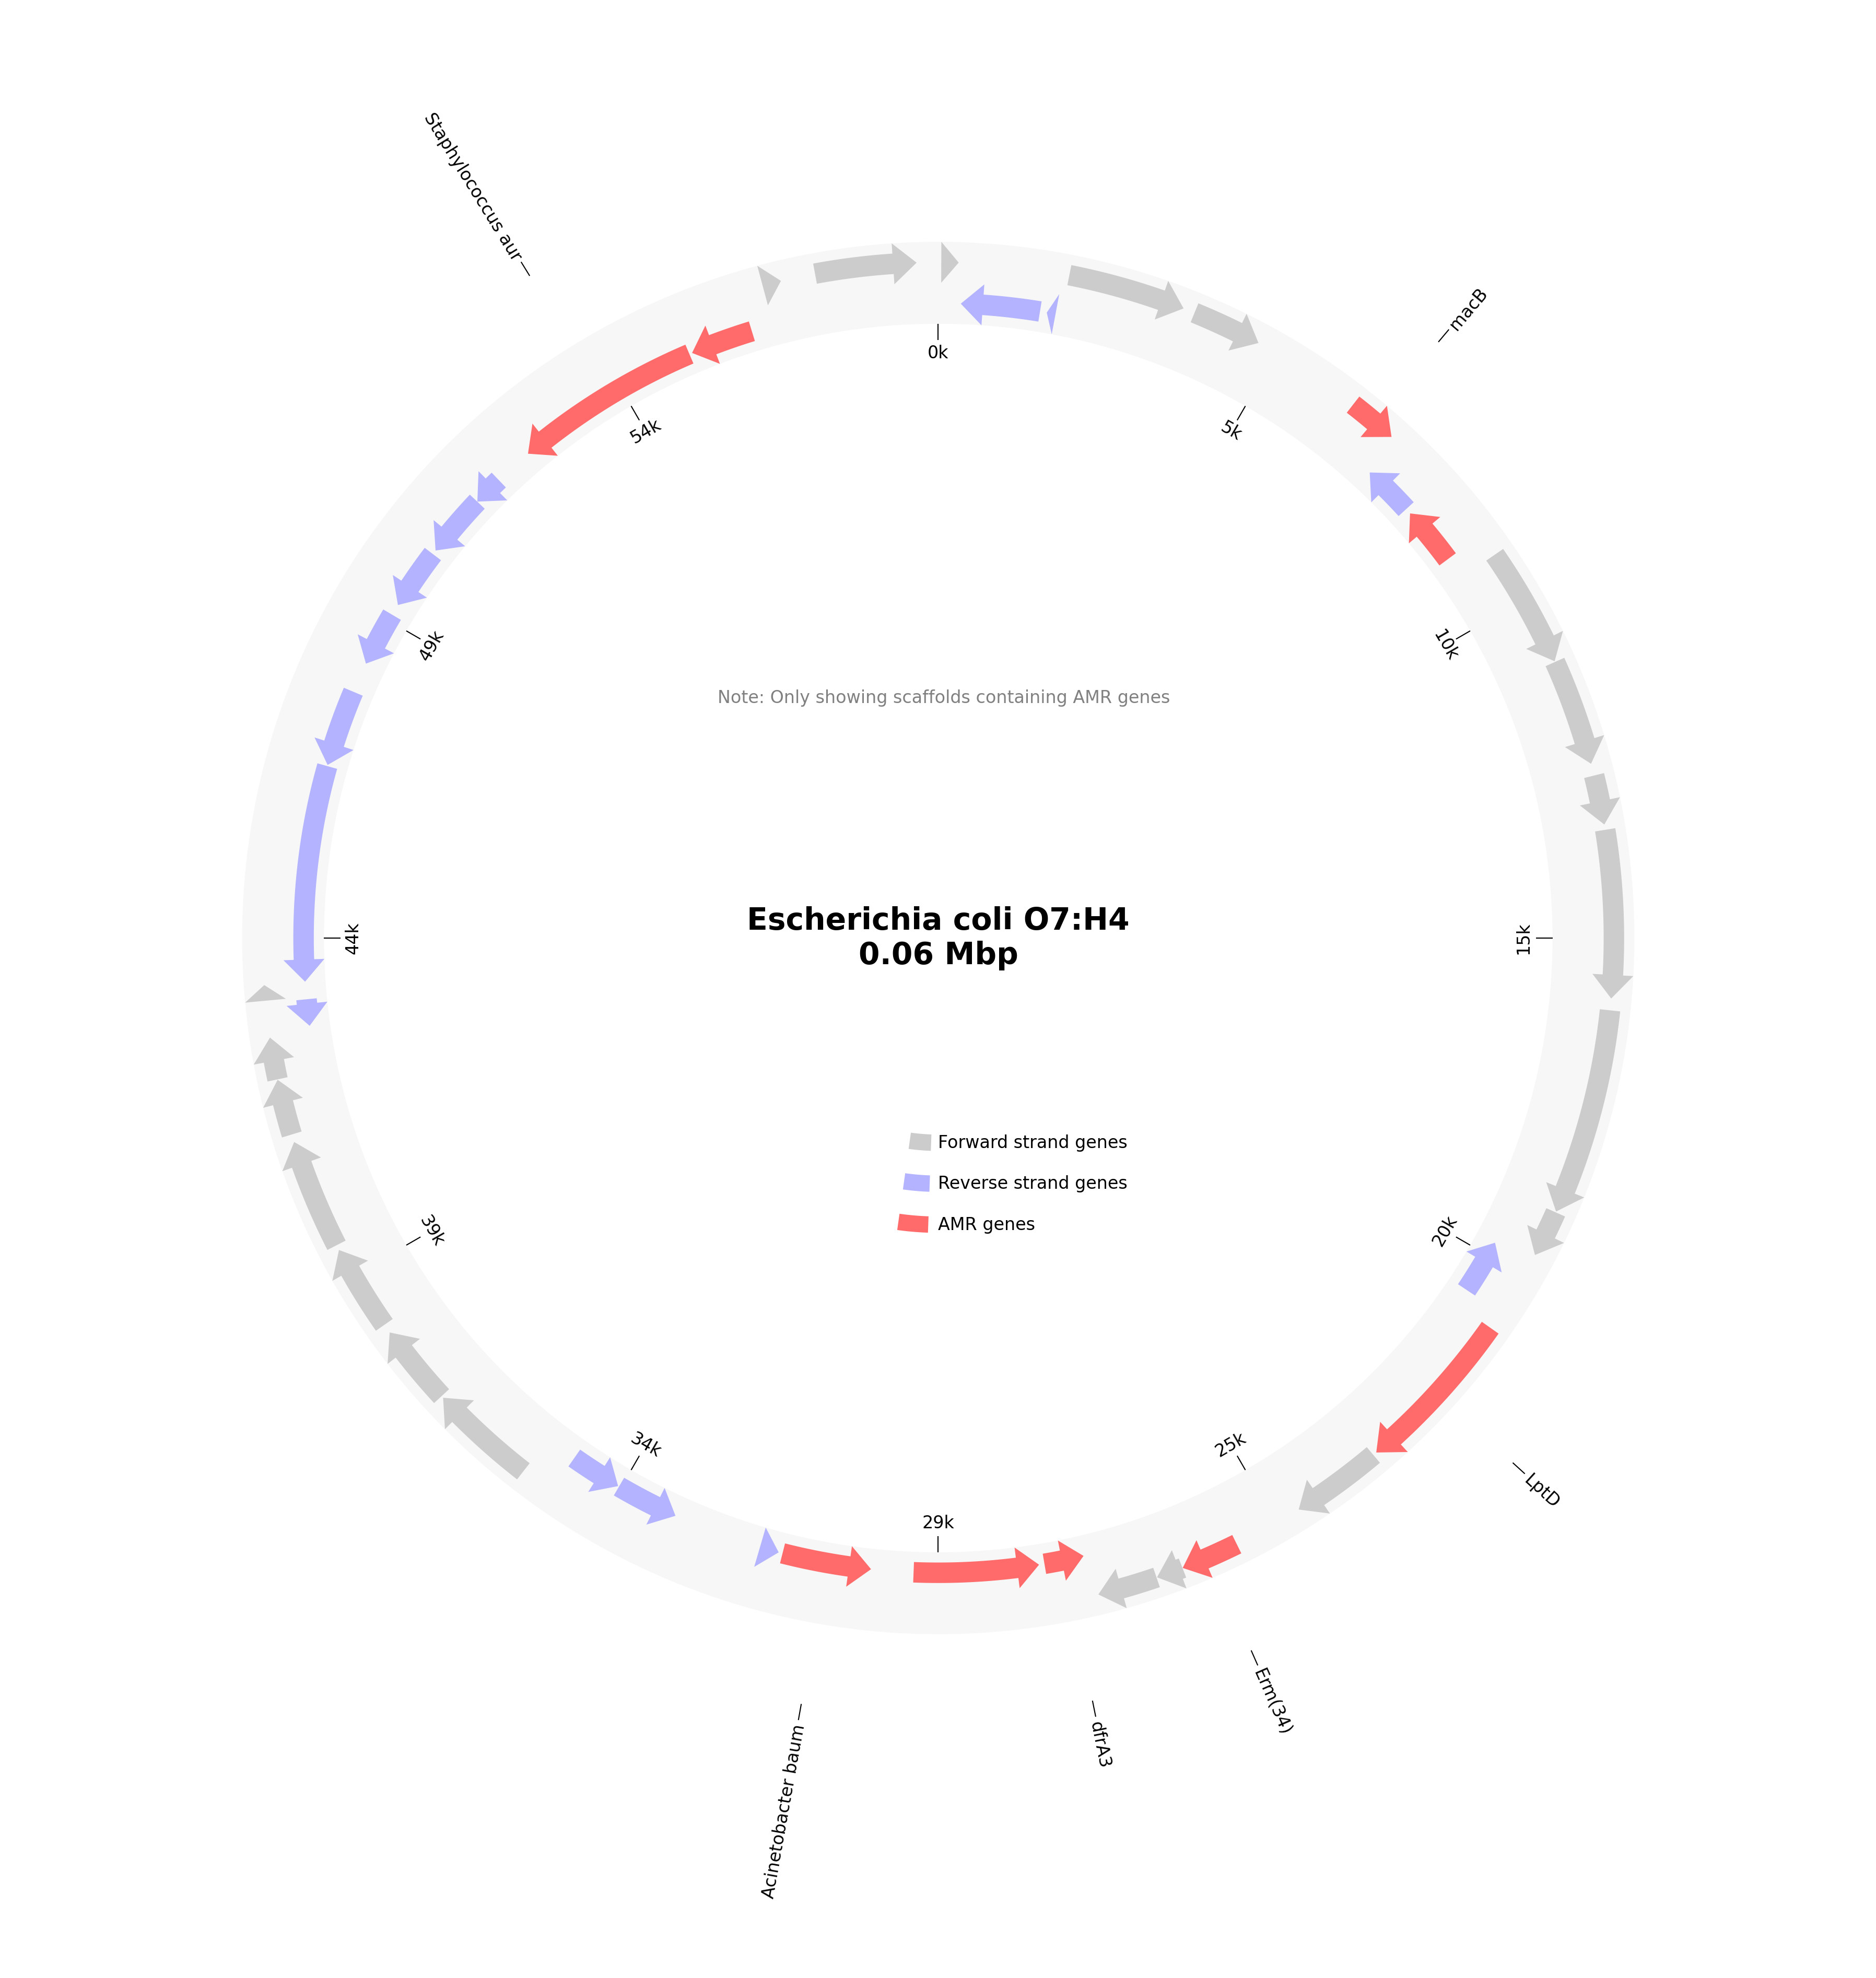 Staphylococcus aur
macB
0k
5k
54k
10k
49k
Note: Only showing scaffolds containing AMR genes
Escherichia coli O7:H4
0.06 Mbp
44k
15k
Forward strand genes
Reverse strand genes
AMR genes
39k
20k
34k
25k
29k
LptD
Erm(34)
dfrA3
Acinetobacter baum